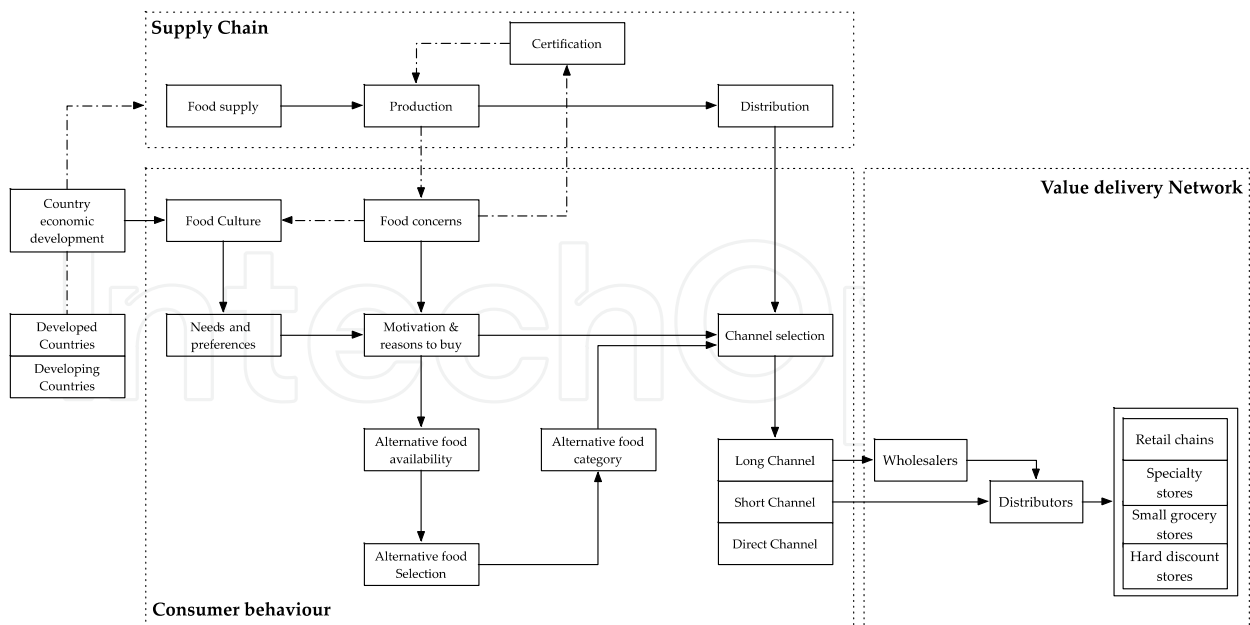 Supply Chain
Certification
Food supply
Production
Distribution
Value delivery Network
Country
economic
development
Food Culture
Food concerns
Developed
Countries
Developing
Countries
Needs and
preferences
Motivation &
reasons to buy
Channel selection
Alternative food
availability
Alternative food
category
Long Channel
Short Channel
Direct Channel
Wholesalers
Distributors
Retail chains
Specialty
stores
Small grocery
stores
Hard discount
stores
Alternative food
Selection
Consumer behaviour
IntechOp